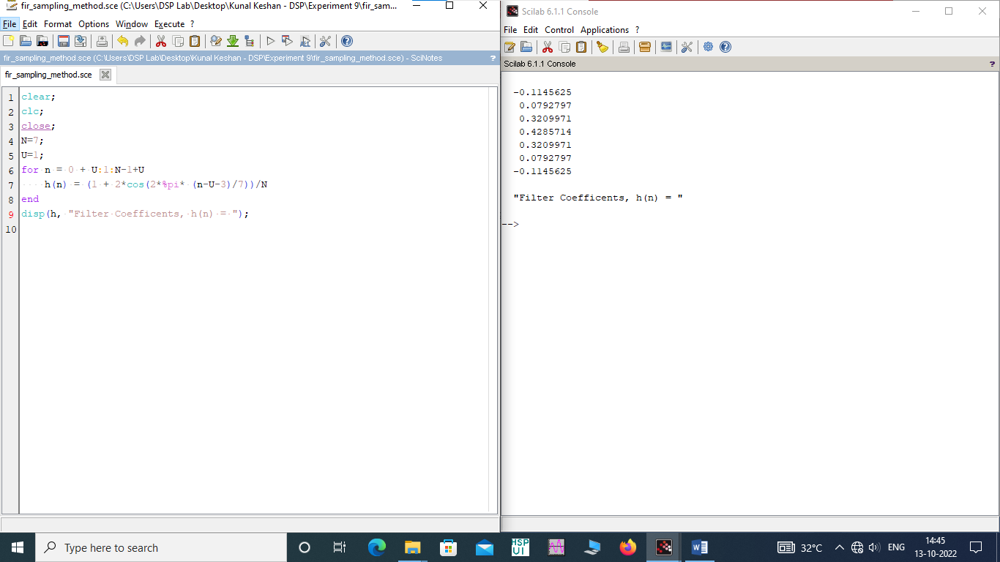 fir_sampling_method.sce (C:\Users\DSP Lab\Desktop\Kunal Keshan - DSP\Experiment 9\fir_sam...
File Edit Format Options Window Execute ?
fir_sampling_method.sce (C:\Users\DSP Lab\Desktop\Kunal Keshan - DSP\Experiment 9\fir_sampling_method.sce) - SciNotes ?
fir_sampling_method.sce
1 clear;
2 clc;
3 close;
4 N=7;
5 U=1;
6 for n = 0 + U:1:N-1+U
7     h(n) = (1 + 2*cos(2*%pi* (n-U-3)/7))/N
8 end
9 disp(h, "Filter Coefficents, h(n) = ");
10
Scilab 6.1.1 Console
File Edit Control Applications ?
Scilab 6.1.1 Console ?
-0.1145625
0.0792797
0.3209971
0.4285714
0.3209971
0.0792797
-0.1145625
"Filter Coefficents, h(n) = "
-->
Type here to search
HSP
UI
32°C
ENG
14:45
13-10-2022